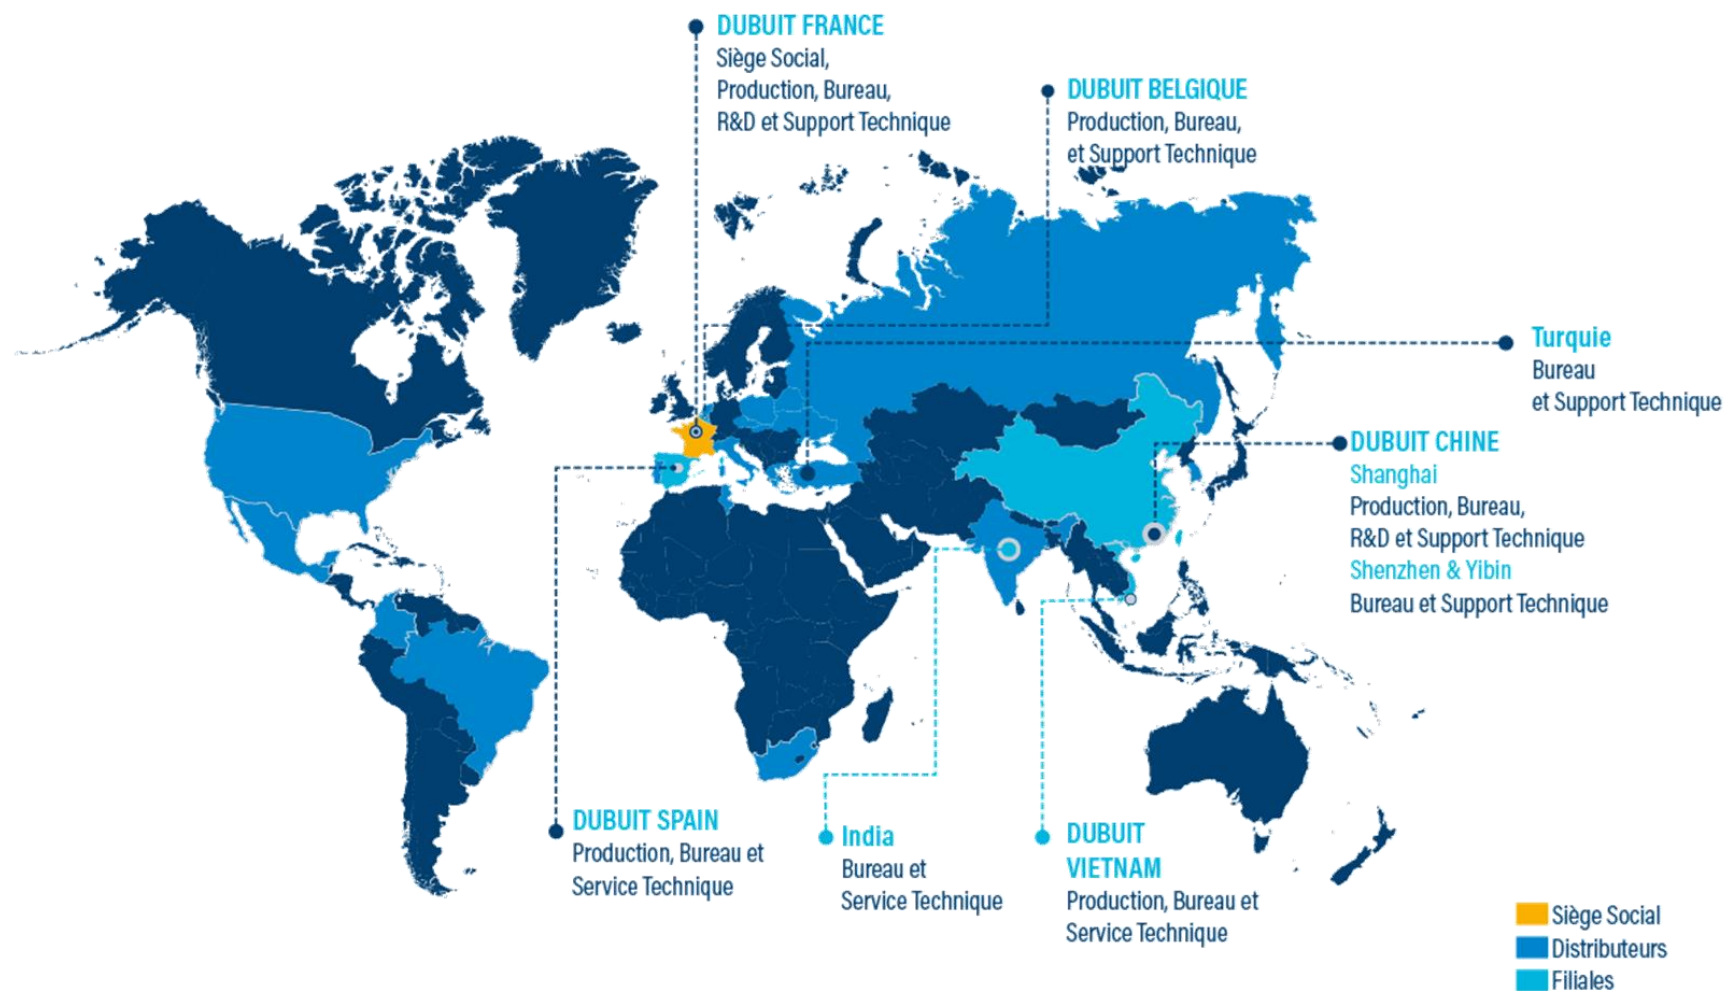 DUBUIT FRANCE
Siège Social,
Production, Bureau,
R&D et Support Technique
DUBUIT BELGIQUE
Production, Bureau,
et Support Technique
Turquie
Bureau
et Support Technique
DUBUIT CHINE
Shanghai
Production, Bureau,
R&D et Support Technique
Shenzhen & Yibin
Bureau et Support Technique
DUBUIT SPAIN
Production, Bureau et
Service Technique
India
Bureau et
Service Technique
DUBUIT
VIETNAM
Production, Bureau et
Service Technique
Siège Social
Distributeurs
Filiales